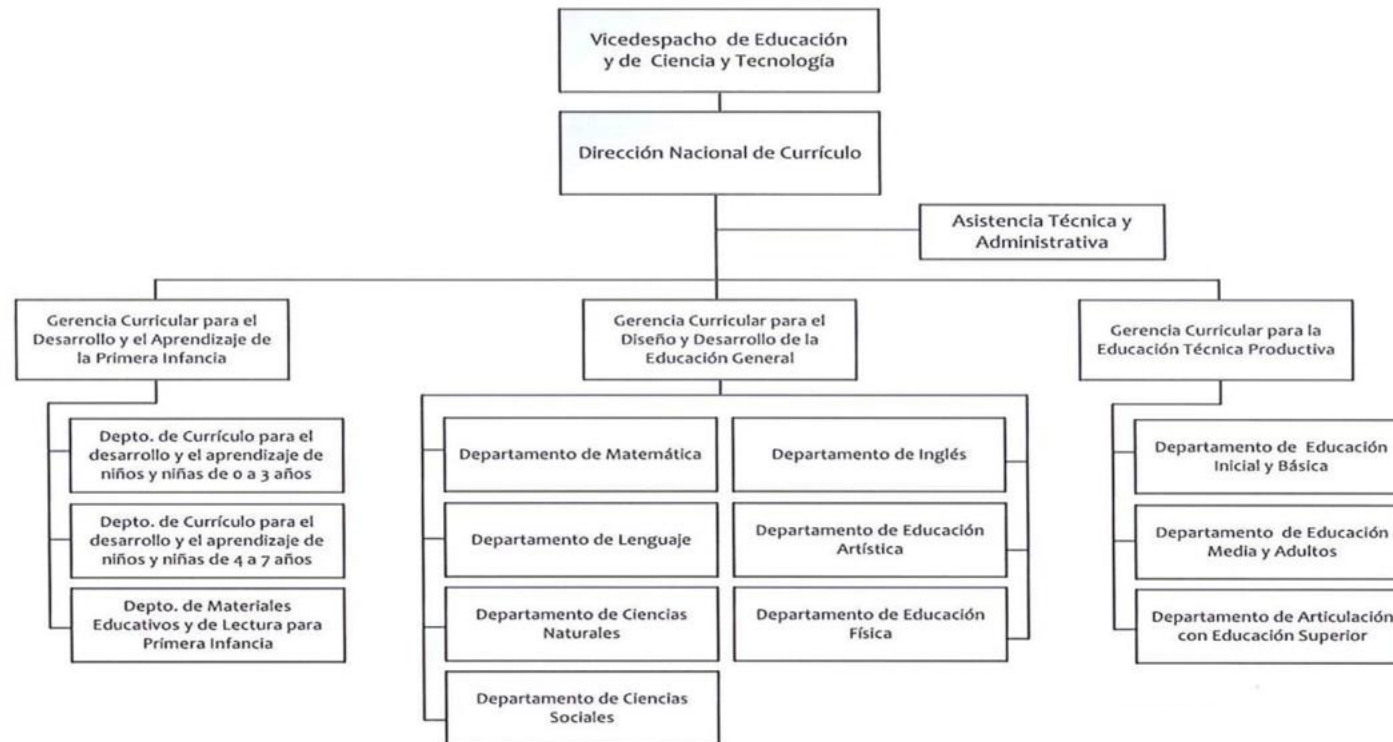 Vicedespacho de Educación
y de Ciencia y Tecnología
Dirección Nacional de Currículo
Asistencia Técnica y
Administrativa
Gerencia Curricular para el
Desarrollo y el Aprendizaje de
la Primera Infancia
Depto. de Currículo para el
desarrollo y el aprendizaje de
niños y niñas de 0 a 3 años
Depto. de Currículo para el
desarrollo y el aprendizaje de
niños y niñas de 4 a 7 años
Depto. de Materiales
Educativos y de Lectura para
Primera Infancia
Gerencia Curricular para el
Diseño y Desarrollo de la
Educación General
Departamento de Matemática
Departamento de Lenguaje
Departamento de Ciencias
Naturales
Departamento de Ciencias
Sociales
Departamento de Inglés
Departamento de Educación
Artística
Departamento de Educación
Física
Gerencia Curricular para la
Educación Técnica Productiva
Departamento de Educación
Inicial y Básica
Departamento de Educación
Media y Adultos
Departamento de Articulación
con Educación Superior